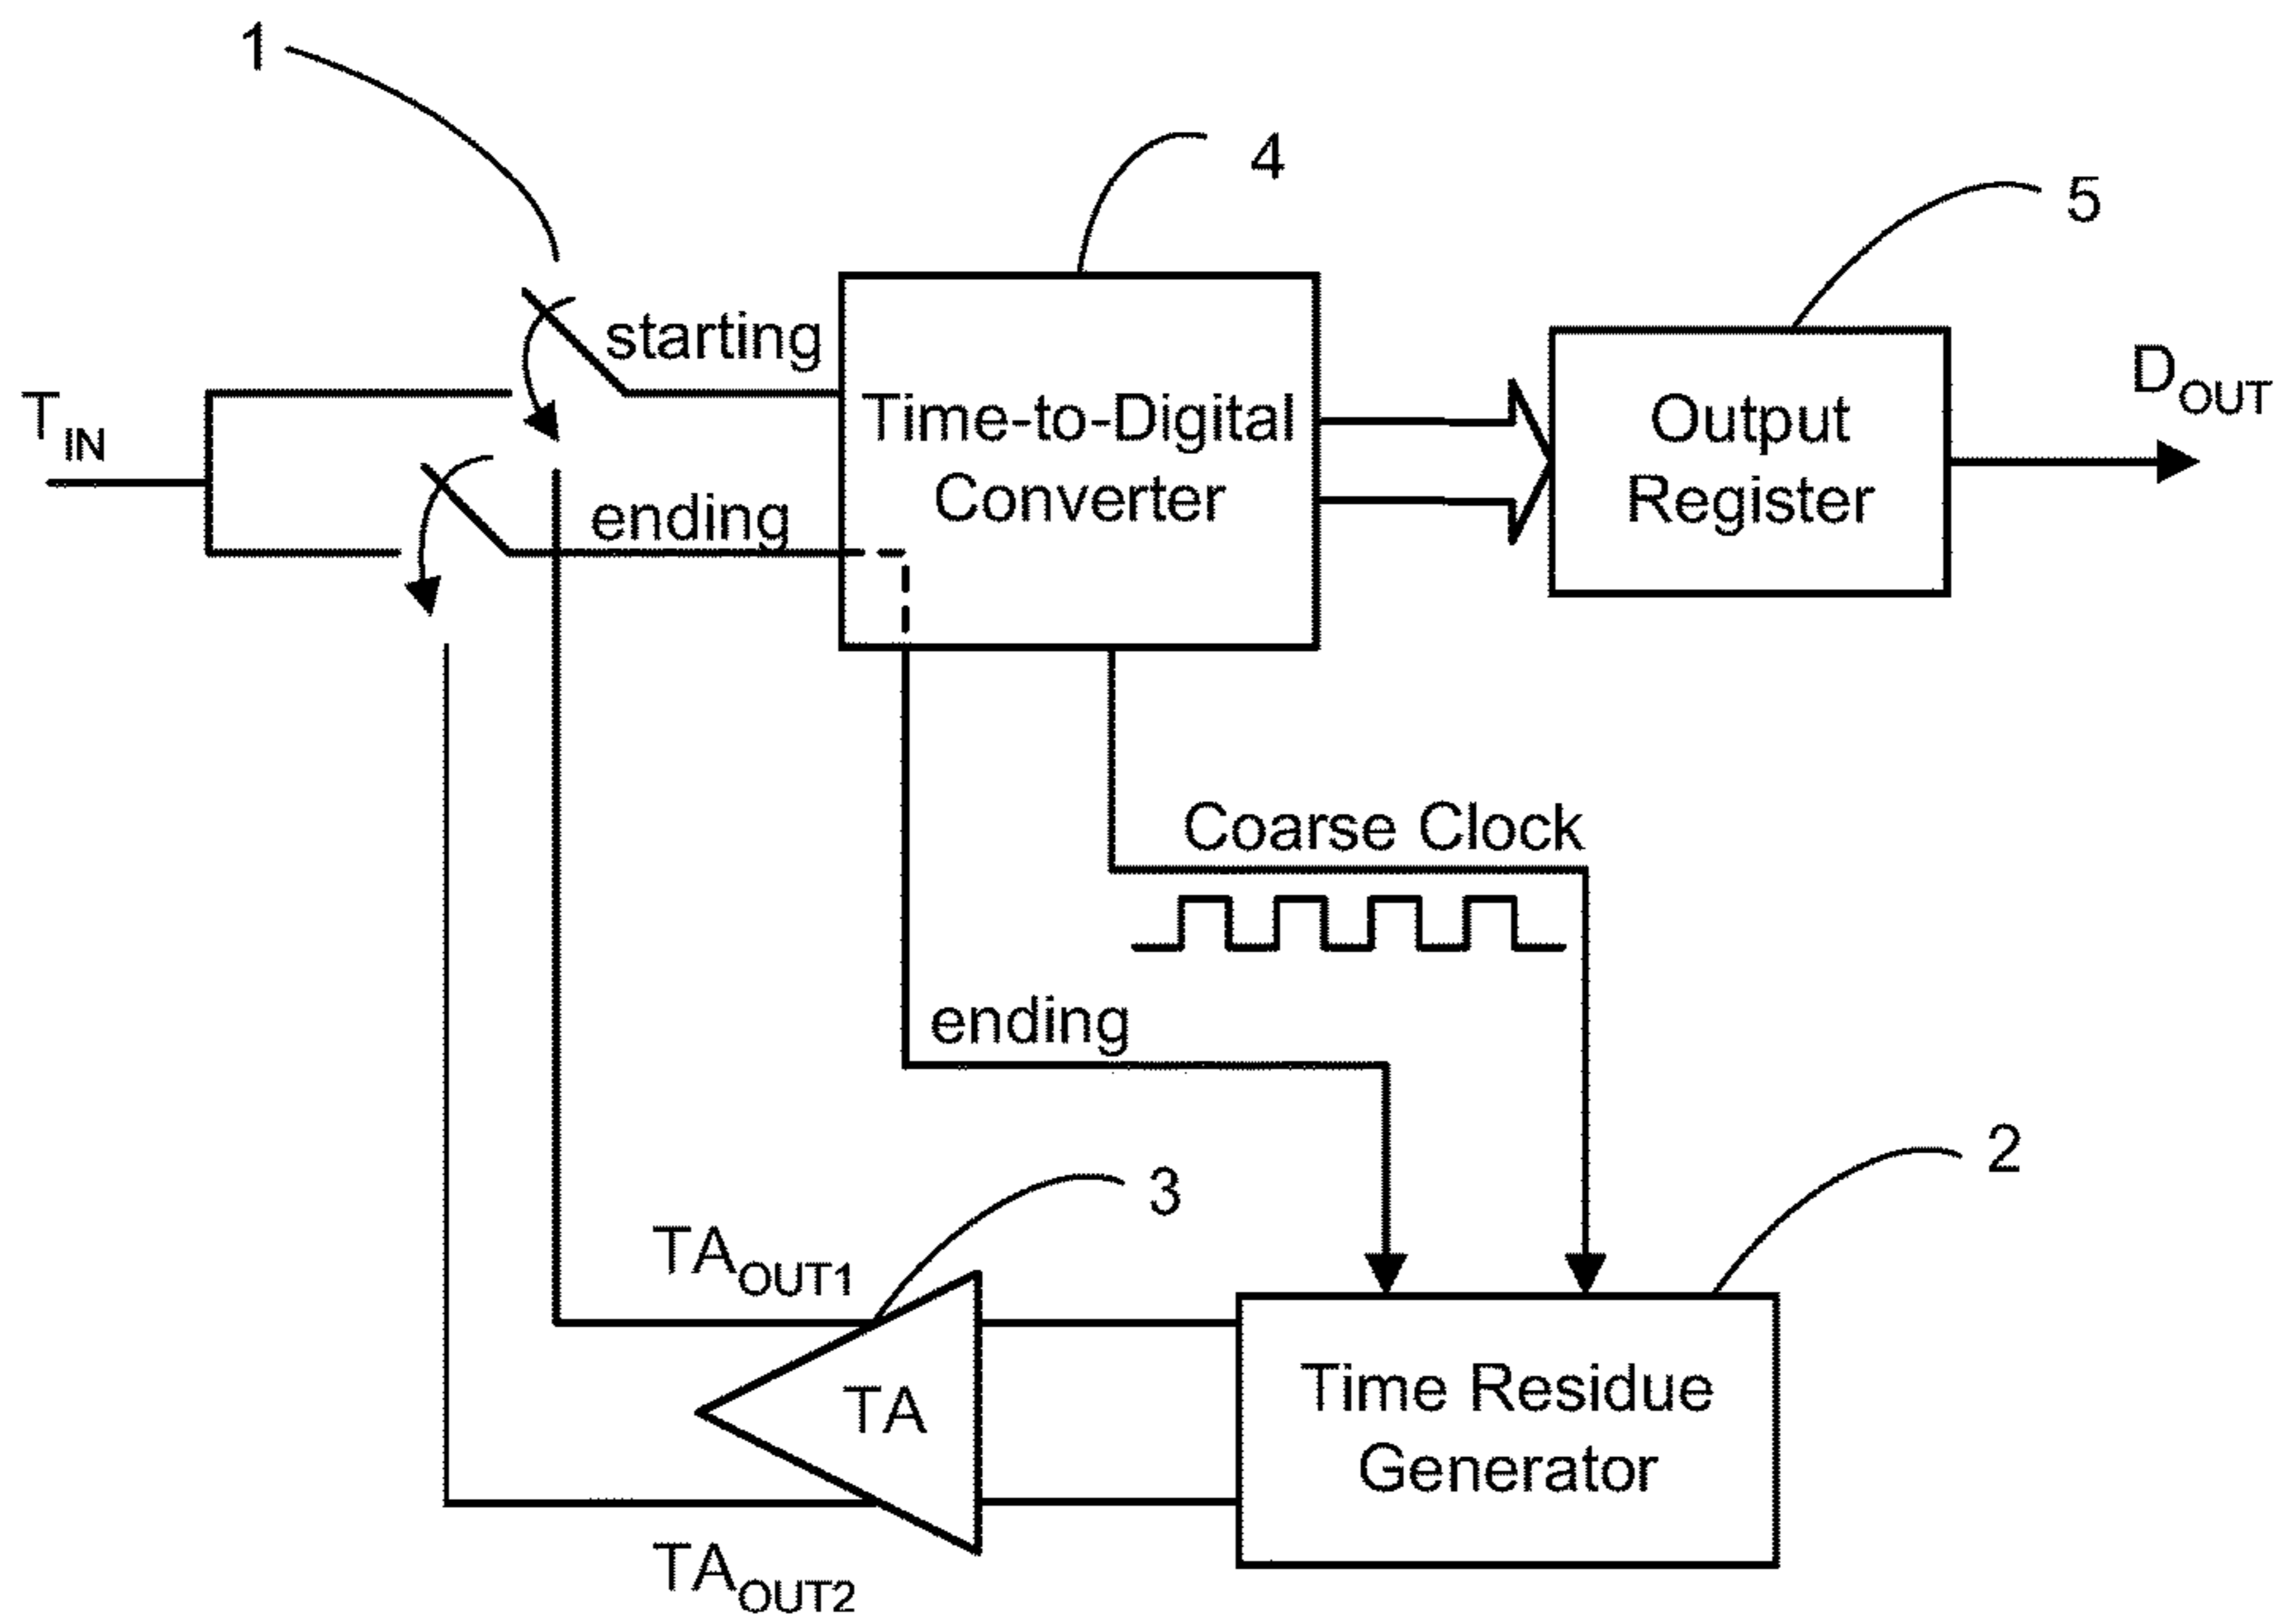 1
4
5
starting
T_IN
Time-to-Digital
Converter
Output
Register
D_OUT
ending
Coarse Clock
ending
2
3
TA_OUT1
TA
Time Residue
Generator
TA_OUT2